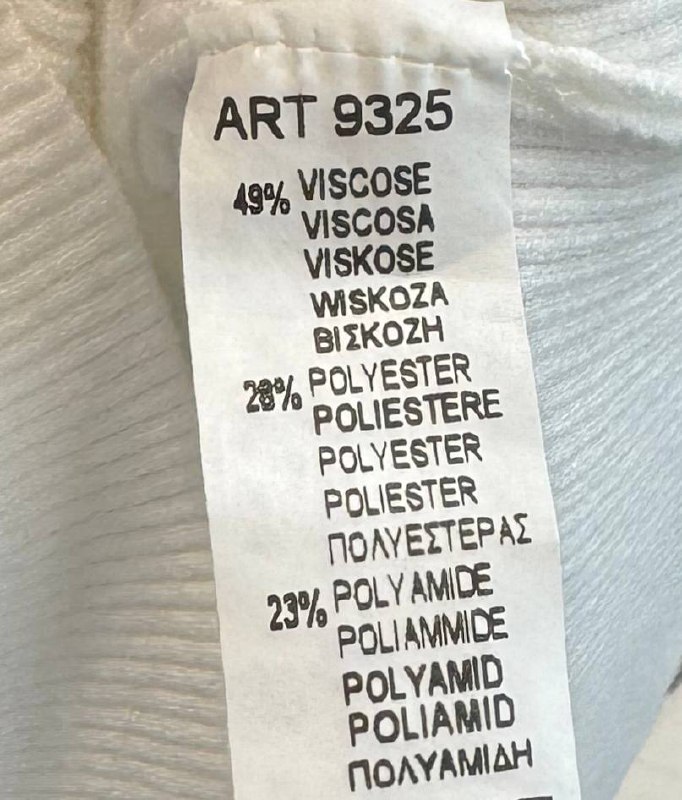 ART 9325
49% VISCOSE
VISCOSA
VISKOSE
WISKOZA
ΒΙΣΚΟΖΗ
28% POLYESTER
POLIESTERE
POLYESTER
POLIESTER
ΠΟΛΥΕΣΤΕΡΑΣ
23% POLYAMIDE
POLIAMMIDE
POLYAMID
POLIAMID
ΠΟΛΥΑΜΙΔΗ